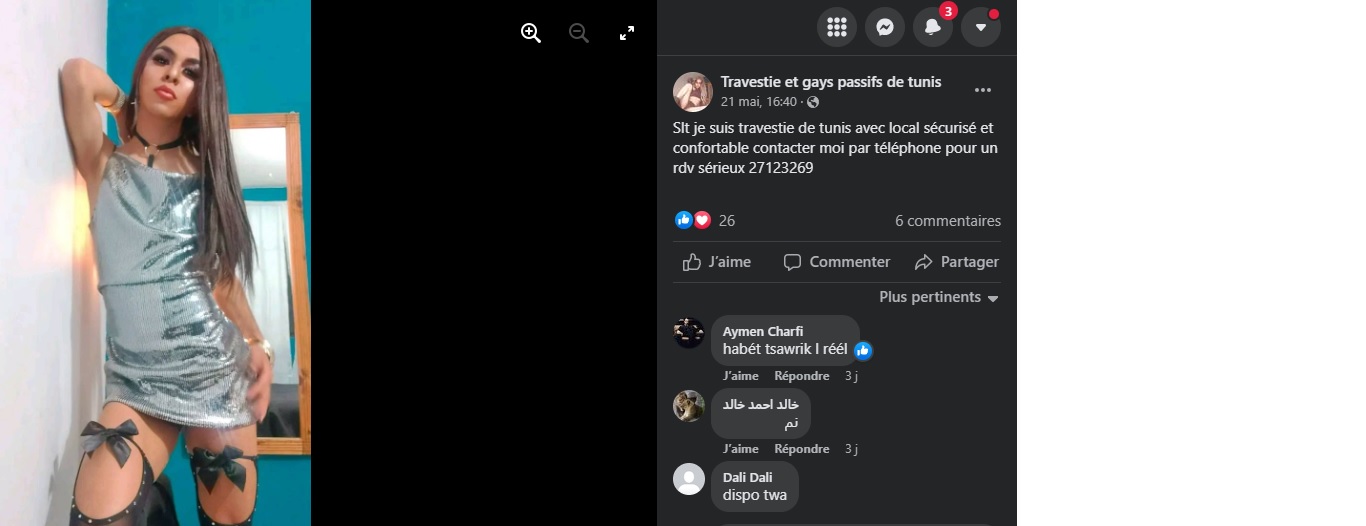 3
Travestie et gays passifs de tunis
21 mai, 16:40 ·
Slt je suis travestie de tunis avec local sécurisé et
confortable contacter moi par téléphone pour un
rdv sérieux 27123269
26
6 commentaires
J'aime
Commenter
Partager
Plus pertinents
Aymen Charfi
habét tsawrik l réél
J'aime Répondre 3 j
خالد احمد خالد
نم
J'aime Répondre 3 j
Dali Dali
dispo twa